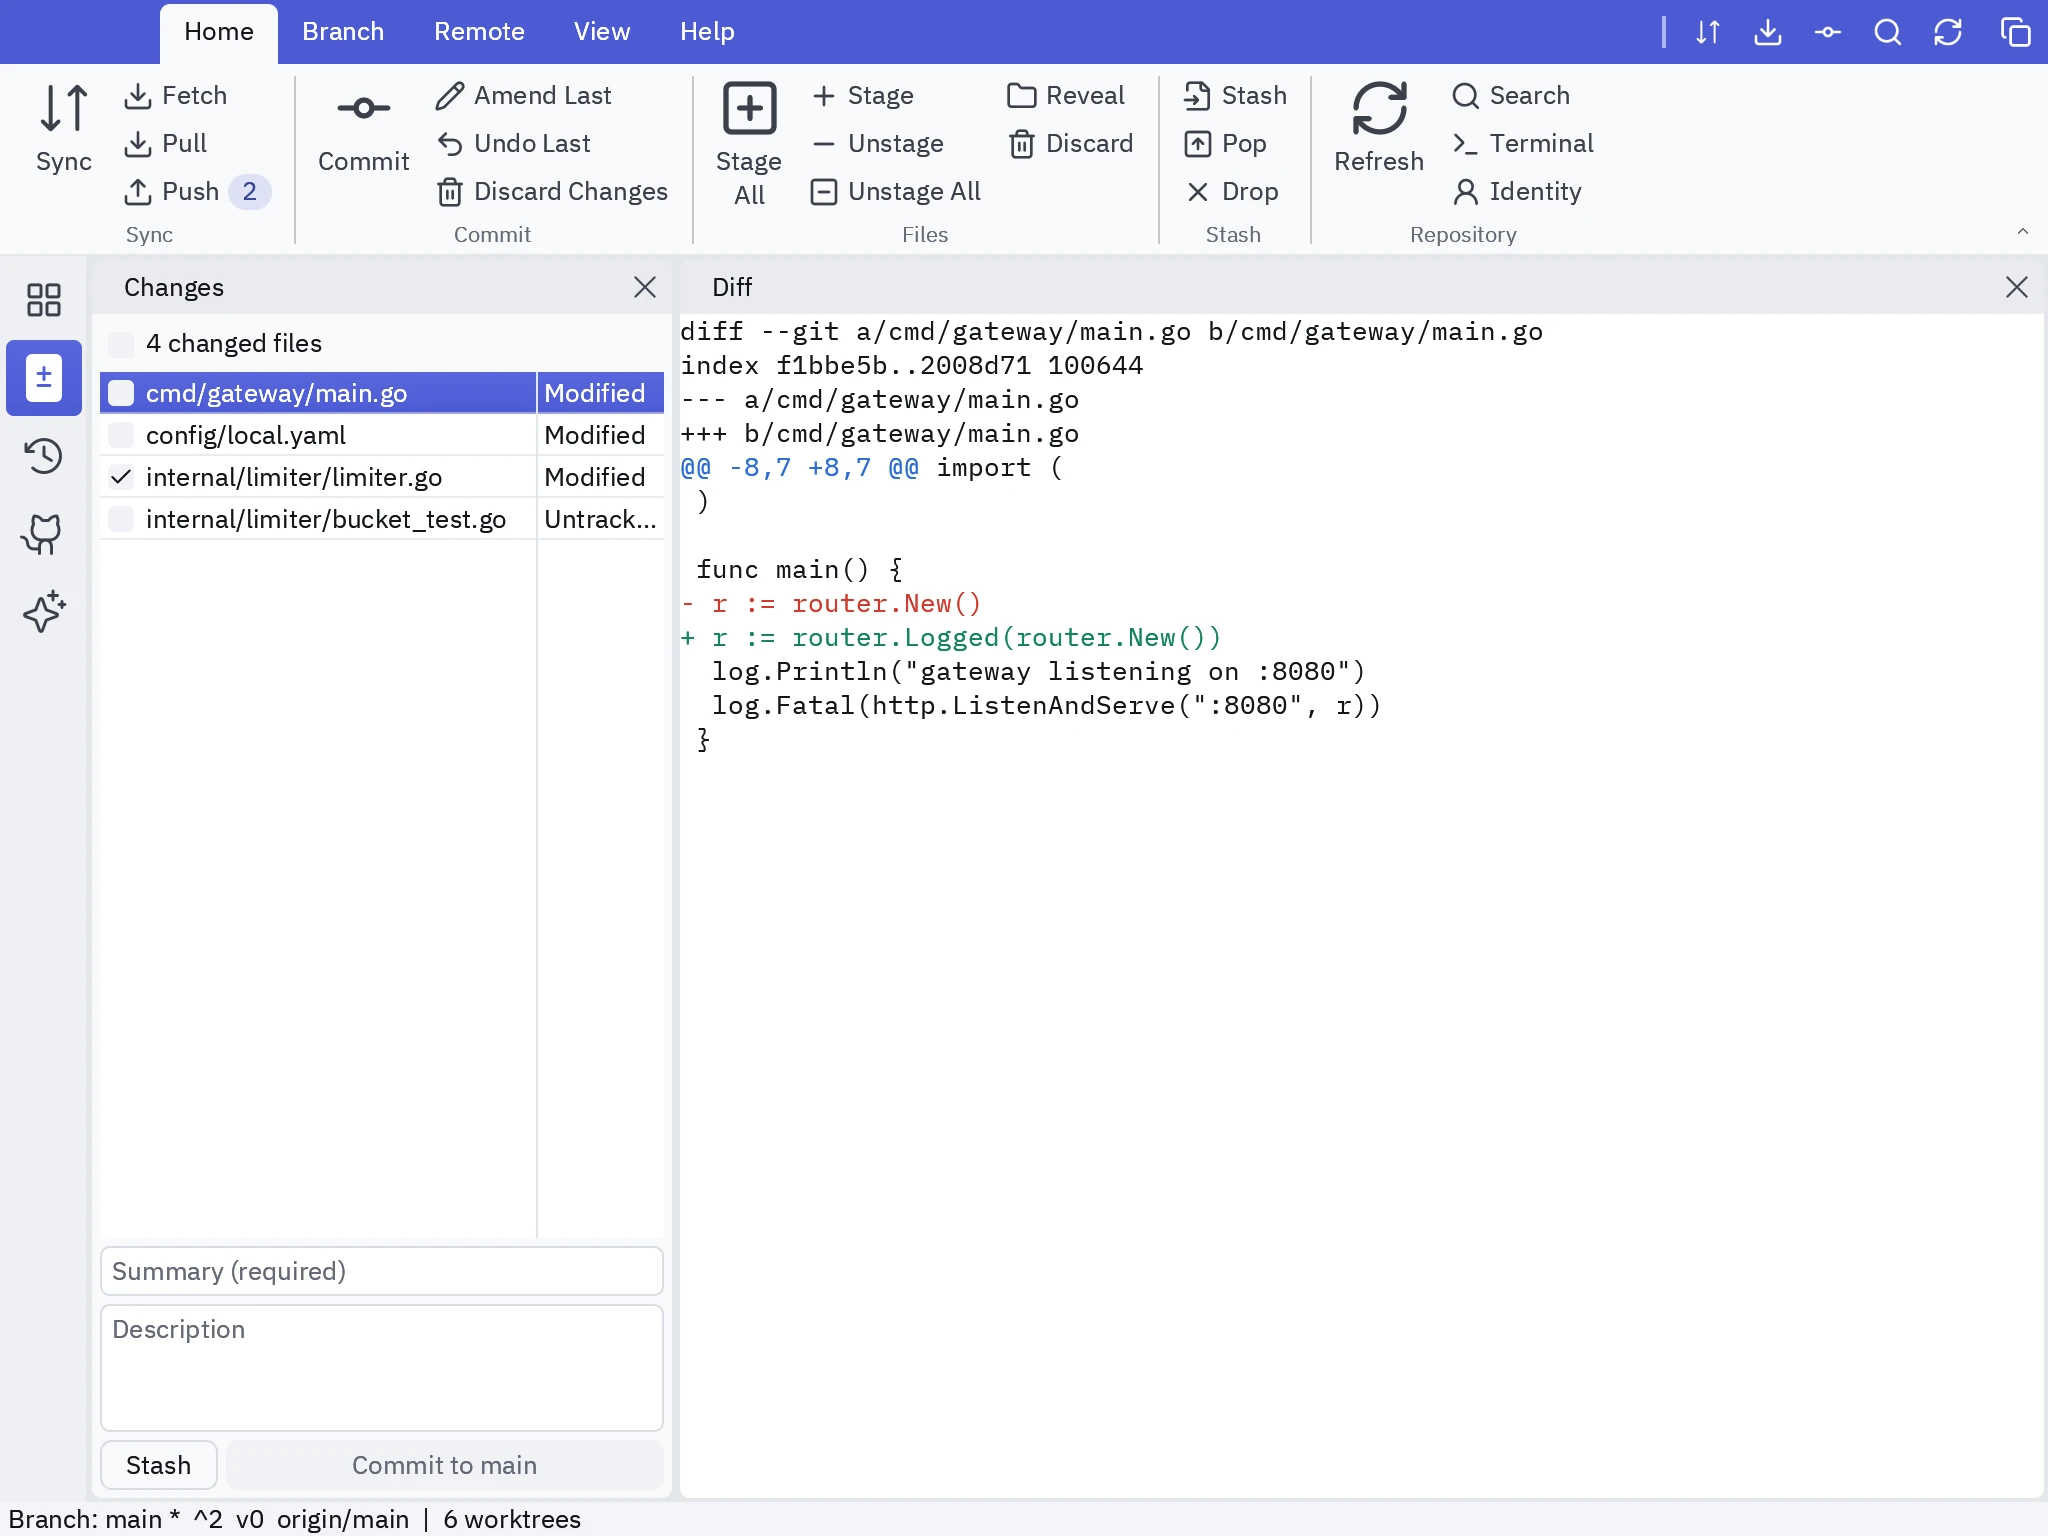 Home
Branch
Remote
View
Help
Sync
Fetch
Pull
Push 2
Sync
Commit
Amend Last
Undo Last
Discard Changes
Commit
Stage
All
Stage
Unstage
Unstage All
Reveal
Discard
Files
Stash
Pop
Drop
Stash
Refresh
Search
Terminal
Identity
Repository
Changes
4 changed files
cmd/gateway/main.go Modified
config/local.yaml Modified
internal/limiter/limiter.go Modified
internal/limiter/bucket_test.go Untrack...
Summary (required)
Description
Stash
Commit to main
Diff
diff --git a/cmd/gateway/main.go b/cmd/gateway/main.go
index f1bbe5b..2008d71 100644
--- a/cmd/gateway/main.go
+++ b/cmd/gateway/main.go
@@ -8,7 +8,7 @@ import (
)
func main() {
- r := router.New()
+ r := router.Logged(router.New())
log.Println("gateway listening on :8080")
log.Fatal(http.ListenAndServe(":8080", r))
}
Branch: main * ^2 v0 origin/main | 6 worktrees